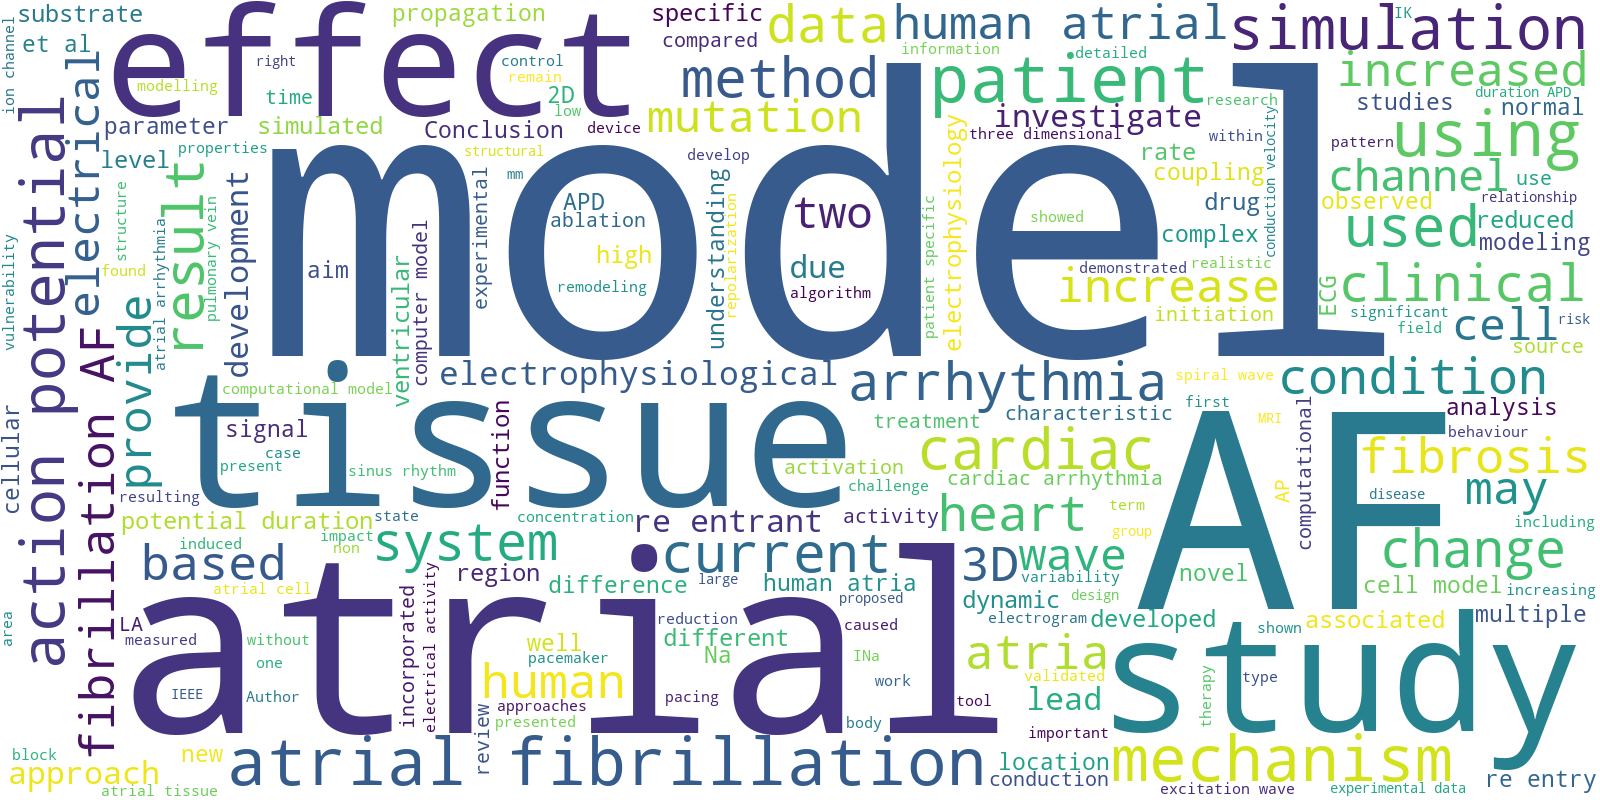 substrate
propagation
specific
data
human atrial
simulation
IK
ion channel
et al
effect
compared
information
detailed
electrical
right
control
remain
method
patient
increased
modelling
time
2D
low
mutation
investigate
research
studies
duration APD
normal
parameter
simulated
Conclusion
device
three dimensional
within
pattern
using
level
properties
structural
develop
rate
coupling
conduction velocity
channel
use
action potential
result
development
mm
APD
ablation
experimental
understanding
two
showed
electrophysiology
drug
complex
observed
relationship
reduced
modeling
used
structure
pulmonary vein
atrial arrhythmia
model
high
remodeling
repolarization
due
algorithm
patient specific
demonstrated
realistic
increase
initiation
ECG
clinical
significant
field
risk
cell
source
vulnerability
found
aim
ventricular
computer model
provide
fibrillation AF
computational model
electrophysiological
arrhythmia
spiral wave
condition
tissue
signal
case
present
sinus rhythm
function
treatment
characteristic
first
MRI
analysis
behaviour
cardiac
activation
challenge
cardiac arrhythmia
AF
computational
fibrosis
cellular
resulting
potential duration
state
impact
non
concentration
re entrant
activity
heart
term
group
AP
disease
may
including
induced
based
system
current
wave
3D
variability
change
region
difference
large
human atria
novel
cell model
increasing
atrial cell
electrical activity
incorporated
proposed
dynamic
design
electrogram
developed
associated
multiple
area
LA
measured
without
one
reduction
different
caused
shown
study
atrial
well
pacemaker
Na
INa
atria
validated
type
therapy
IEEE
Author
human
approaches
presented
pacing
work
body
tool
lead
important
block
new
approach
atrial tissue
atrial fibrillation
review
location
conduction
mechanism
excitation wave
experimental data
re entry